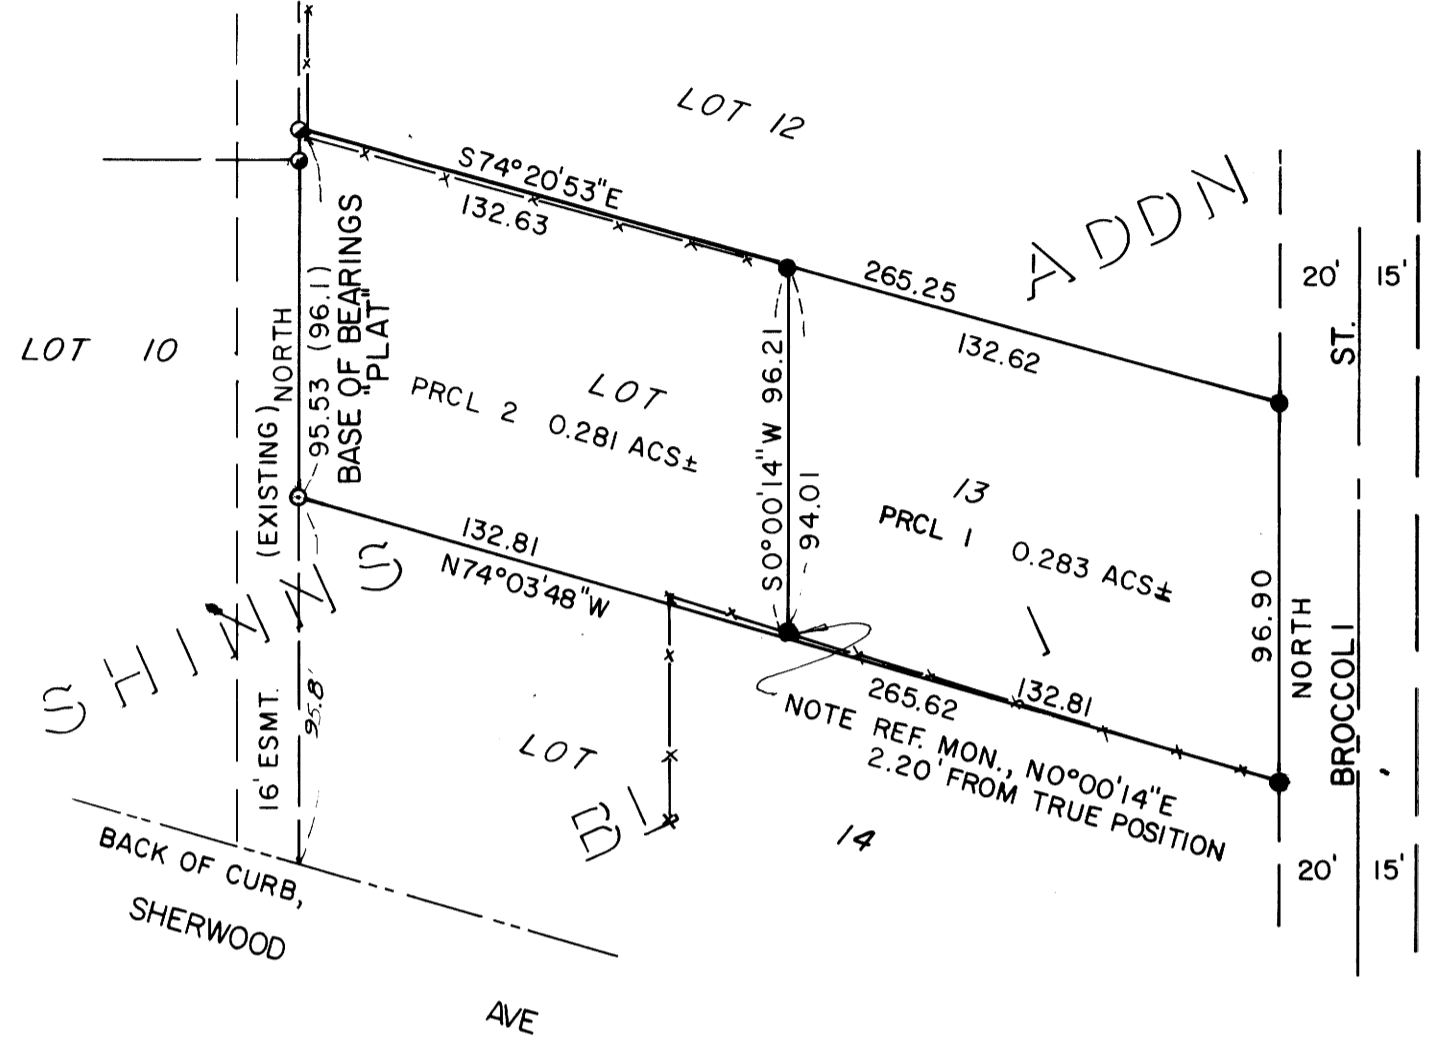 LOT 12
ADDN
S74°20'53"E
132.63
265.25
132.62
20'
15'
ST.
LOT 10
(EXISTING) NORTH
95.53 (96.1)
BASE OF BEARINGS
"PLAT"
LOT
PRCL 2 0.281 ACS±
S0°00'14"W 96.21
94.01
13
PRCL 1 0.283 ACS±
96.90
NORTH
BROCCOLI
132.81
N74°03'48"W
SHINNS
16' ESMT.
95.8'
265.62
132.81
NOTE REF. MON., N0°00'14"E
2.20' FROM TRUE POSITION
LOT
14
BL
1
20'
15'
BACK OF CURB,
SHERWOOD
AVE